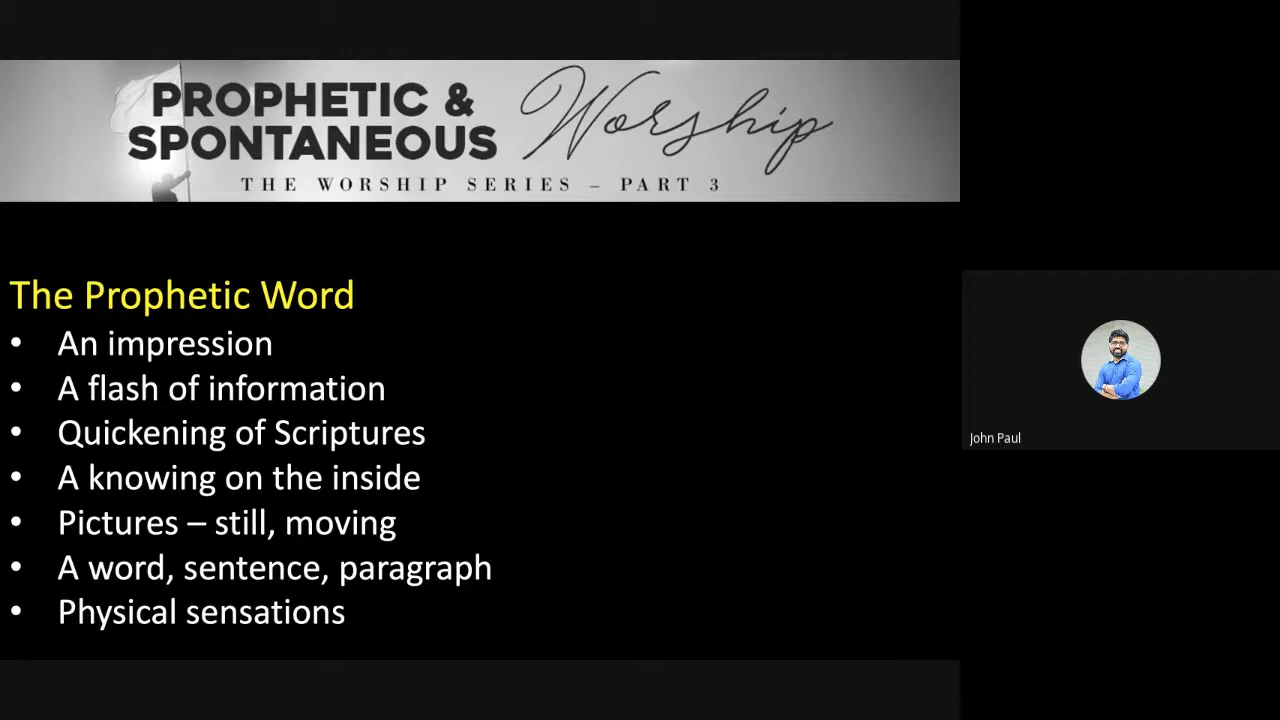 PROPHETIC &
SPONTANEOUS
Worship
THE WORSHIP SERIES – PART 3
The Prophetic Word
• An impression
• A flash of information
• Quickening of Scriptures
• A knowing on the inside
• Pictures – still, moving
• A word, sentence, paragraph
• Physical sensations
John Paul